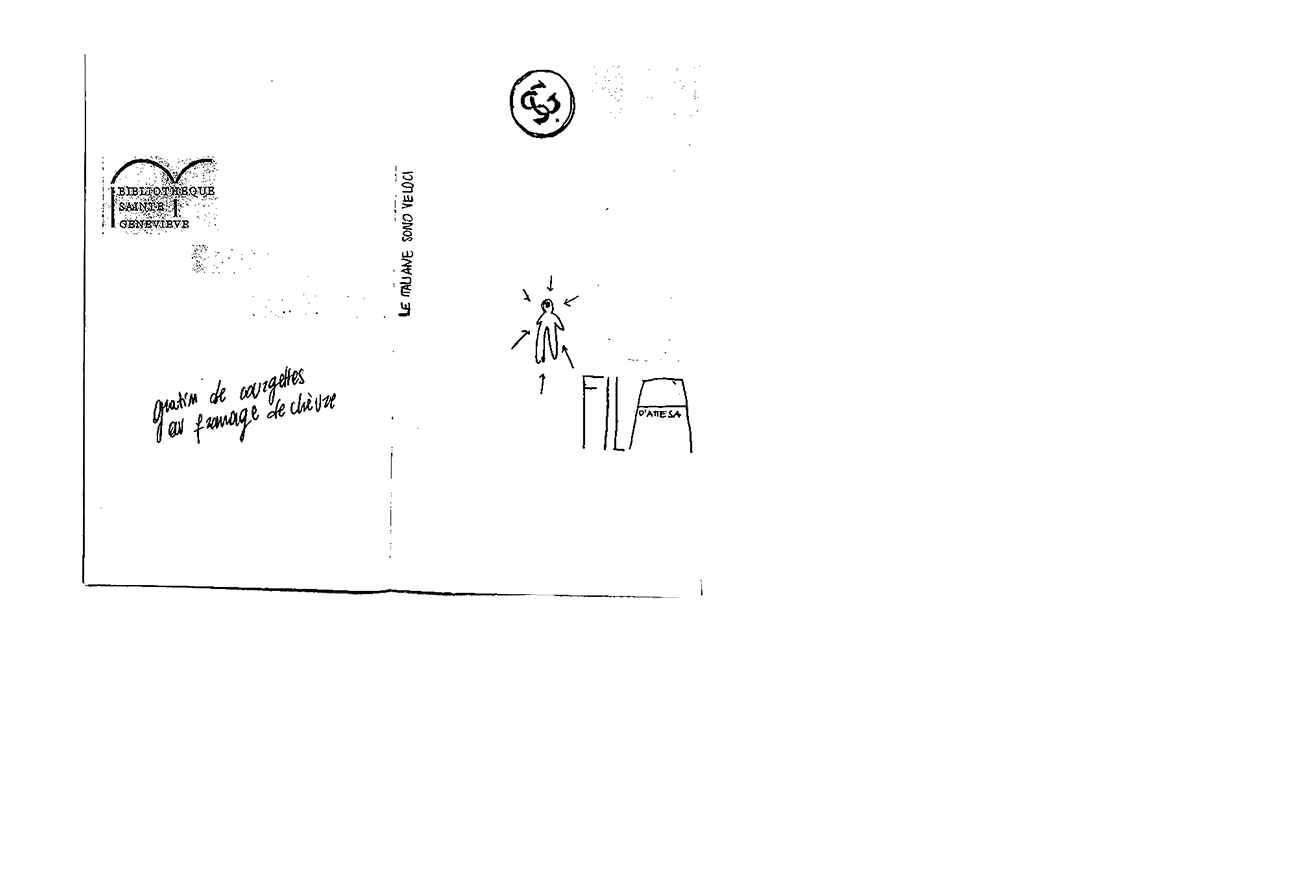 BIBLIOTHEQUE
SAINTE
GENEVIEVE
gratin de courgettes
au fromage de chèvre
LE ITALIANE SONO VELOCI
FILA
D'ATTESA